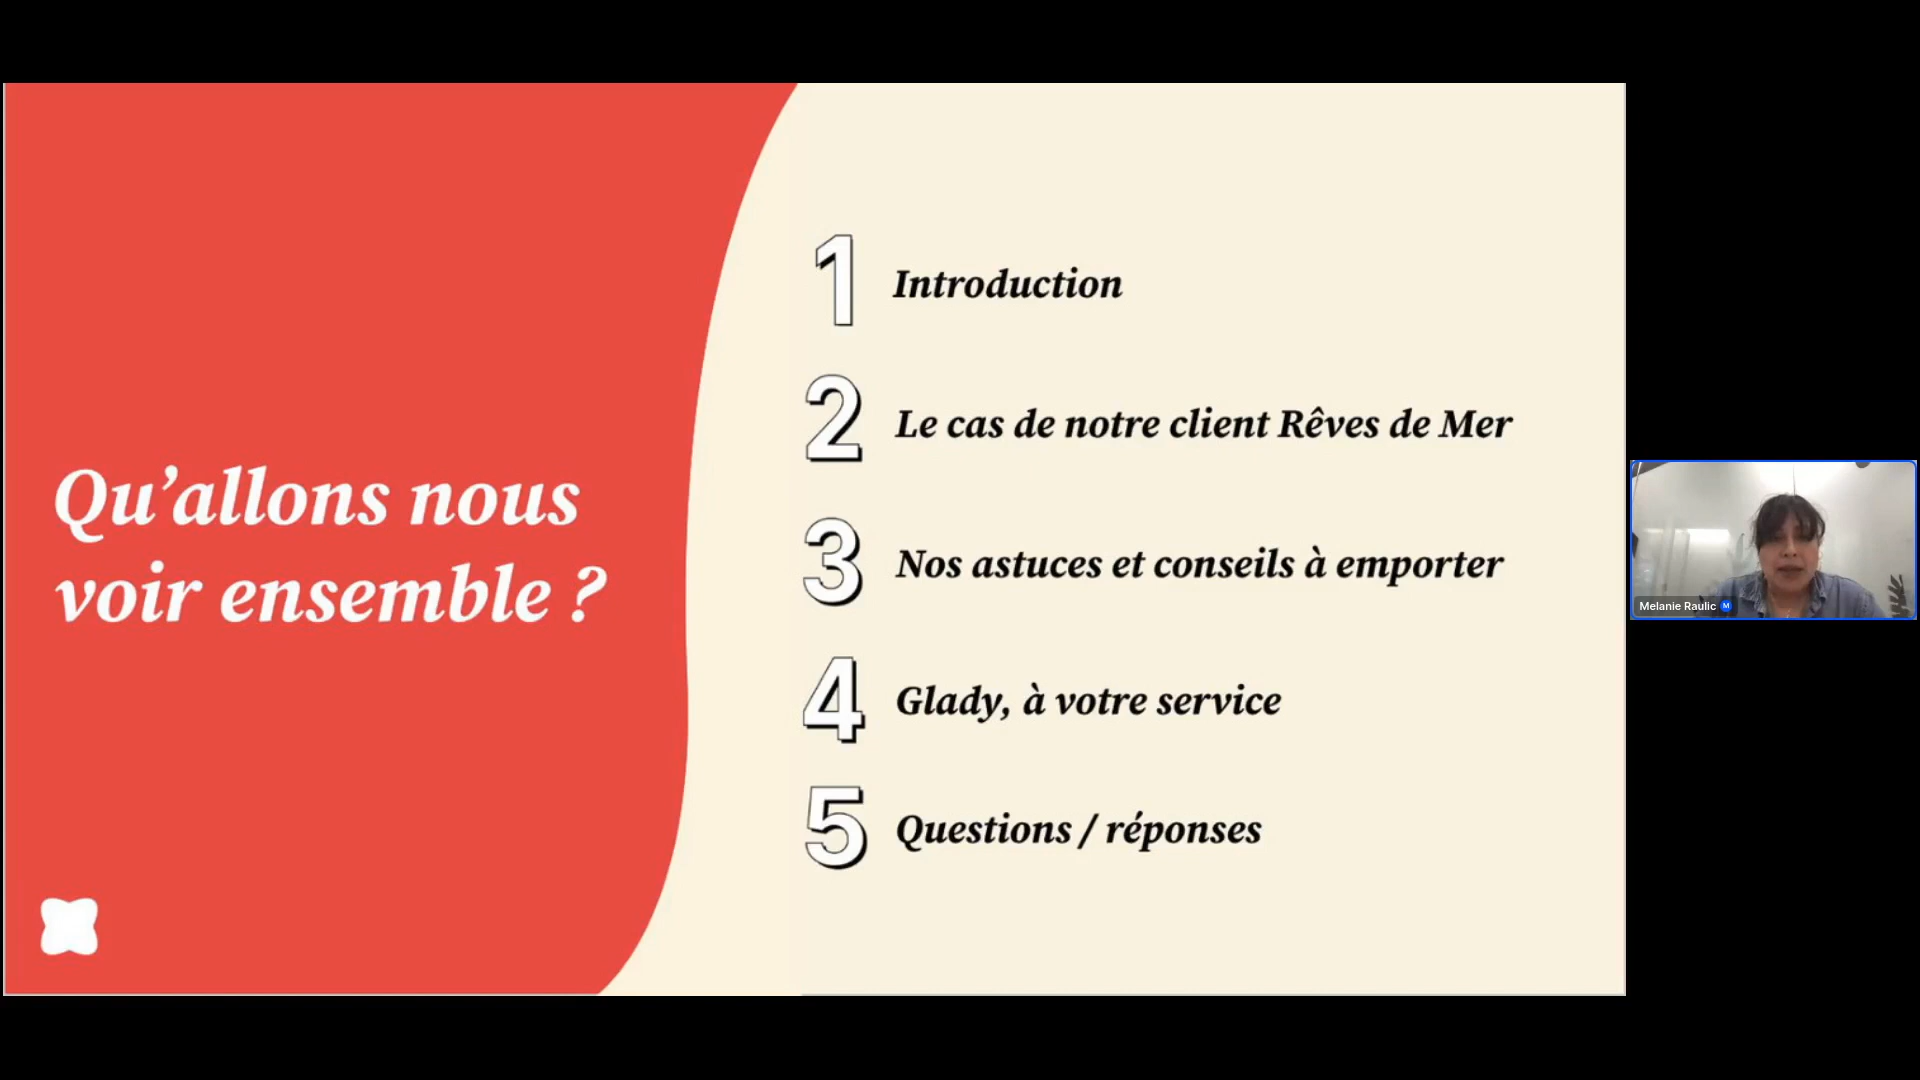 Qu’allons nous
voir ensemble ?
1 Introduction
2 Le cas de notre client Rêves de Mer
3 Nos astuces et conseils à emporter
4 Glady, à votre service
5 Questions / réponses
Melanie Raulic M